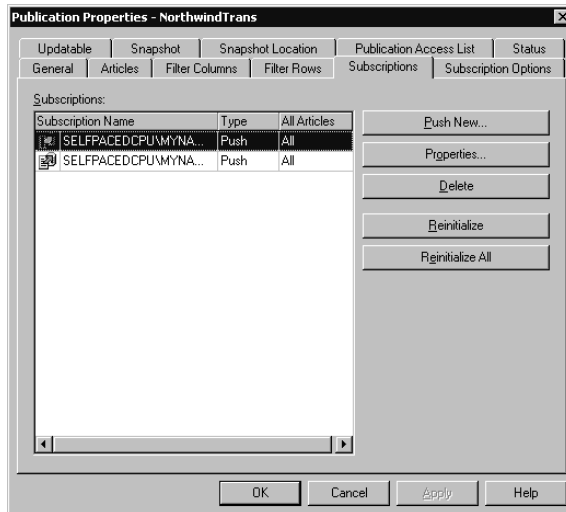 Publication Properties - NorthwindTrans
Updatable Snapshot Snapshot Location Publication Access List Status
General Articles Filter Columns Filter Rows Subscriptions Subscription Options
Subscriptions:
Subscription Name Type All Articles
SELFPACEDCPU\MYNA... Push All
SELFPACEDCPU\MYNA... Push All
Push New...
Properties...
Delete
Reinitialize
Reinitialize All
OK Cancel Apply Help